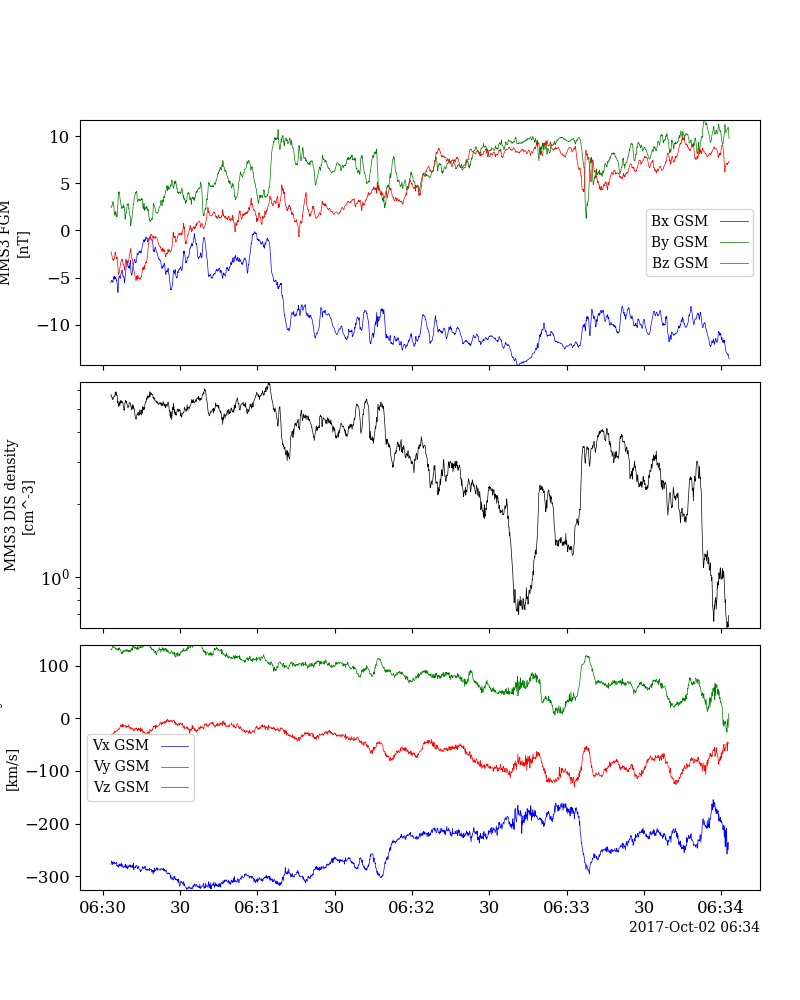 10
5
0
−5
−10
MMS3 FGM
[nT]
Bx GSM
By GSM
Bz GSM
10^0
MMS3 DIS density
[cm^-3]
100
0
−100
−200
−300
[km/s]
Vx GSM
Vy GSM
Vz GSM
06:30
30
06:31
30
06:32
30
06:33
30
06:34
2017-Oct-02 06:34